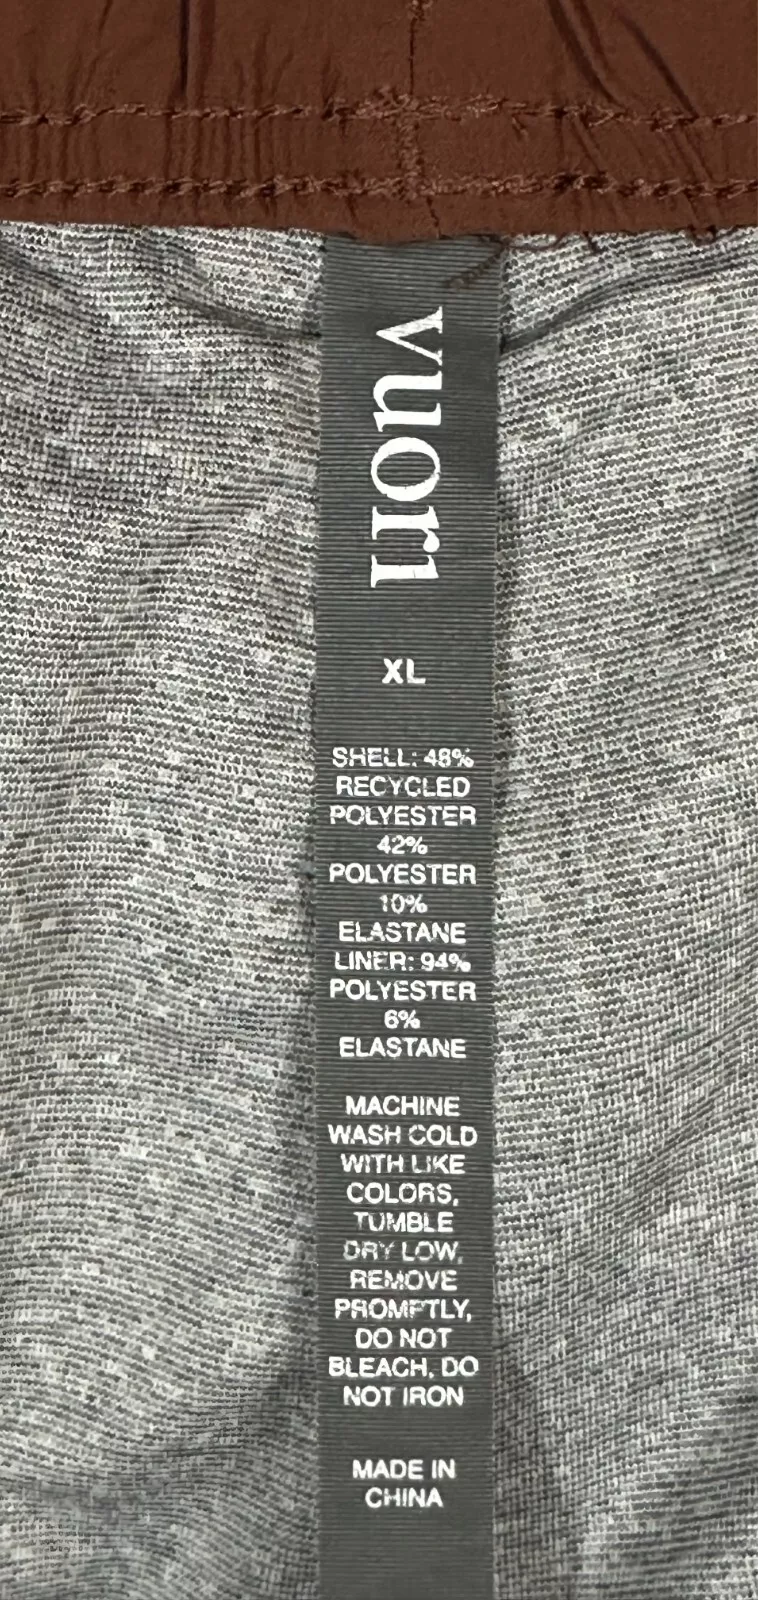 vuori
XL
SHELL: 48%
RECYCLED
POLYESTER
42%
POLYESTER
10%
ELASTANE
LINER: 94%
POLYESTER
6%
ELASTANE
MACHINE
WASH COLD
WITH LIKE
COLORS,
TUMBLE
DRY LOW,
REMOVE
PROMPTLY,
DO NOT
BLEACH, DO
NOT IRON
MADE IN
CHINA